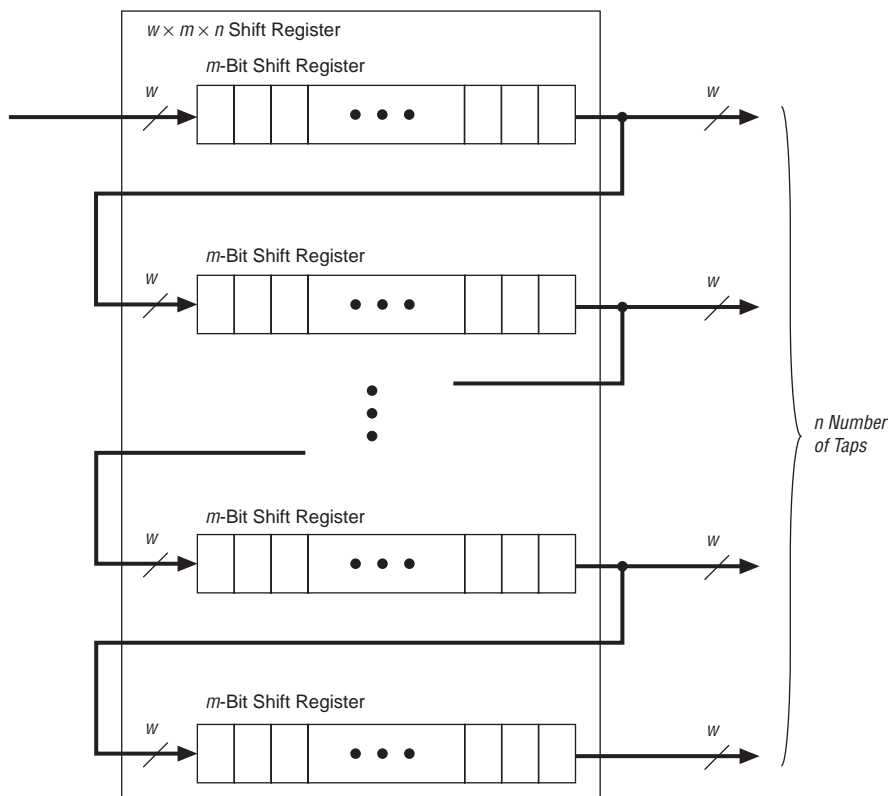 w × m × n Shift Register
m-Bit Shift Register
w
w
m-Bit Shift Register
w
w
n Number
of Taps
m-Bit Shift Register
w
w
m-Bit Shift Register
w
w